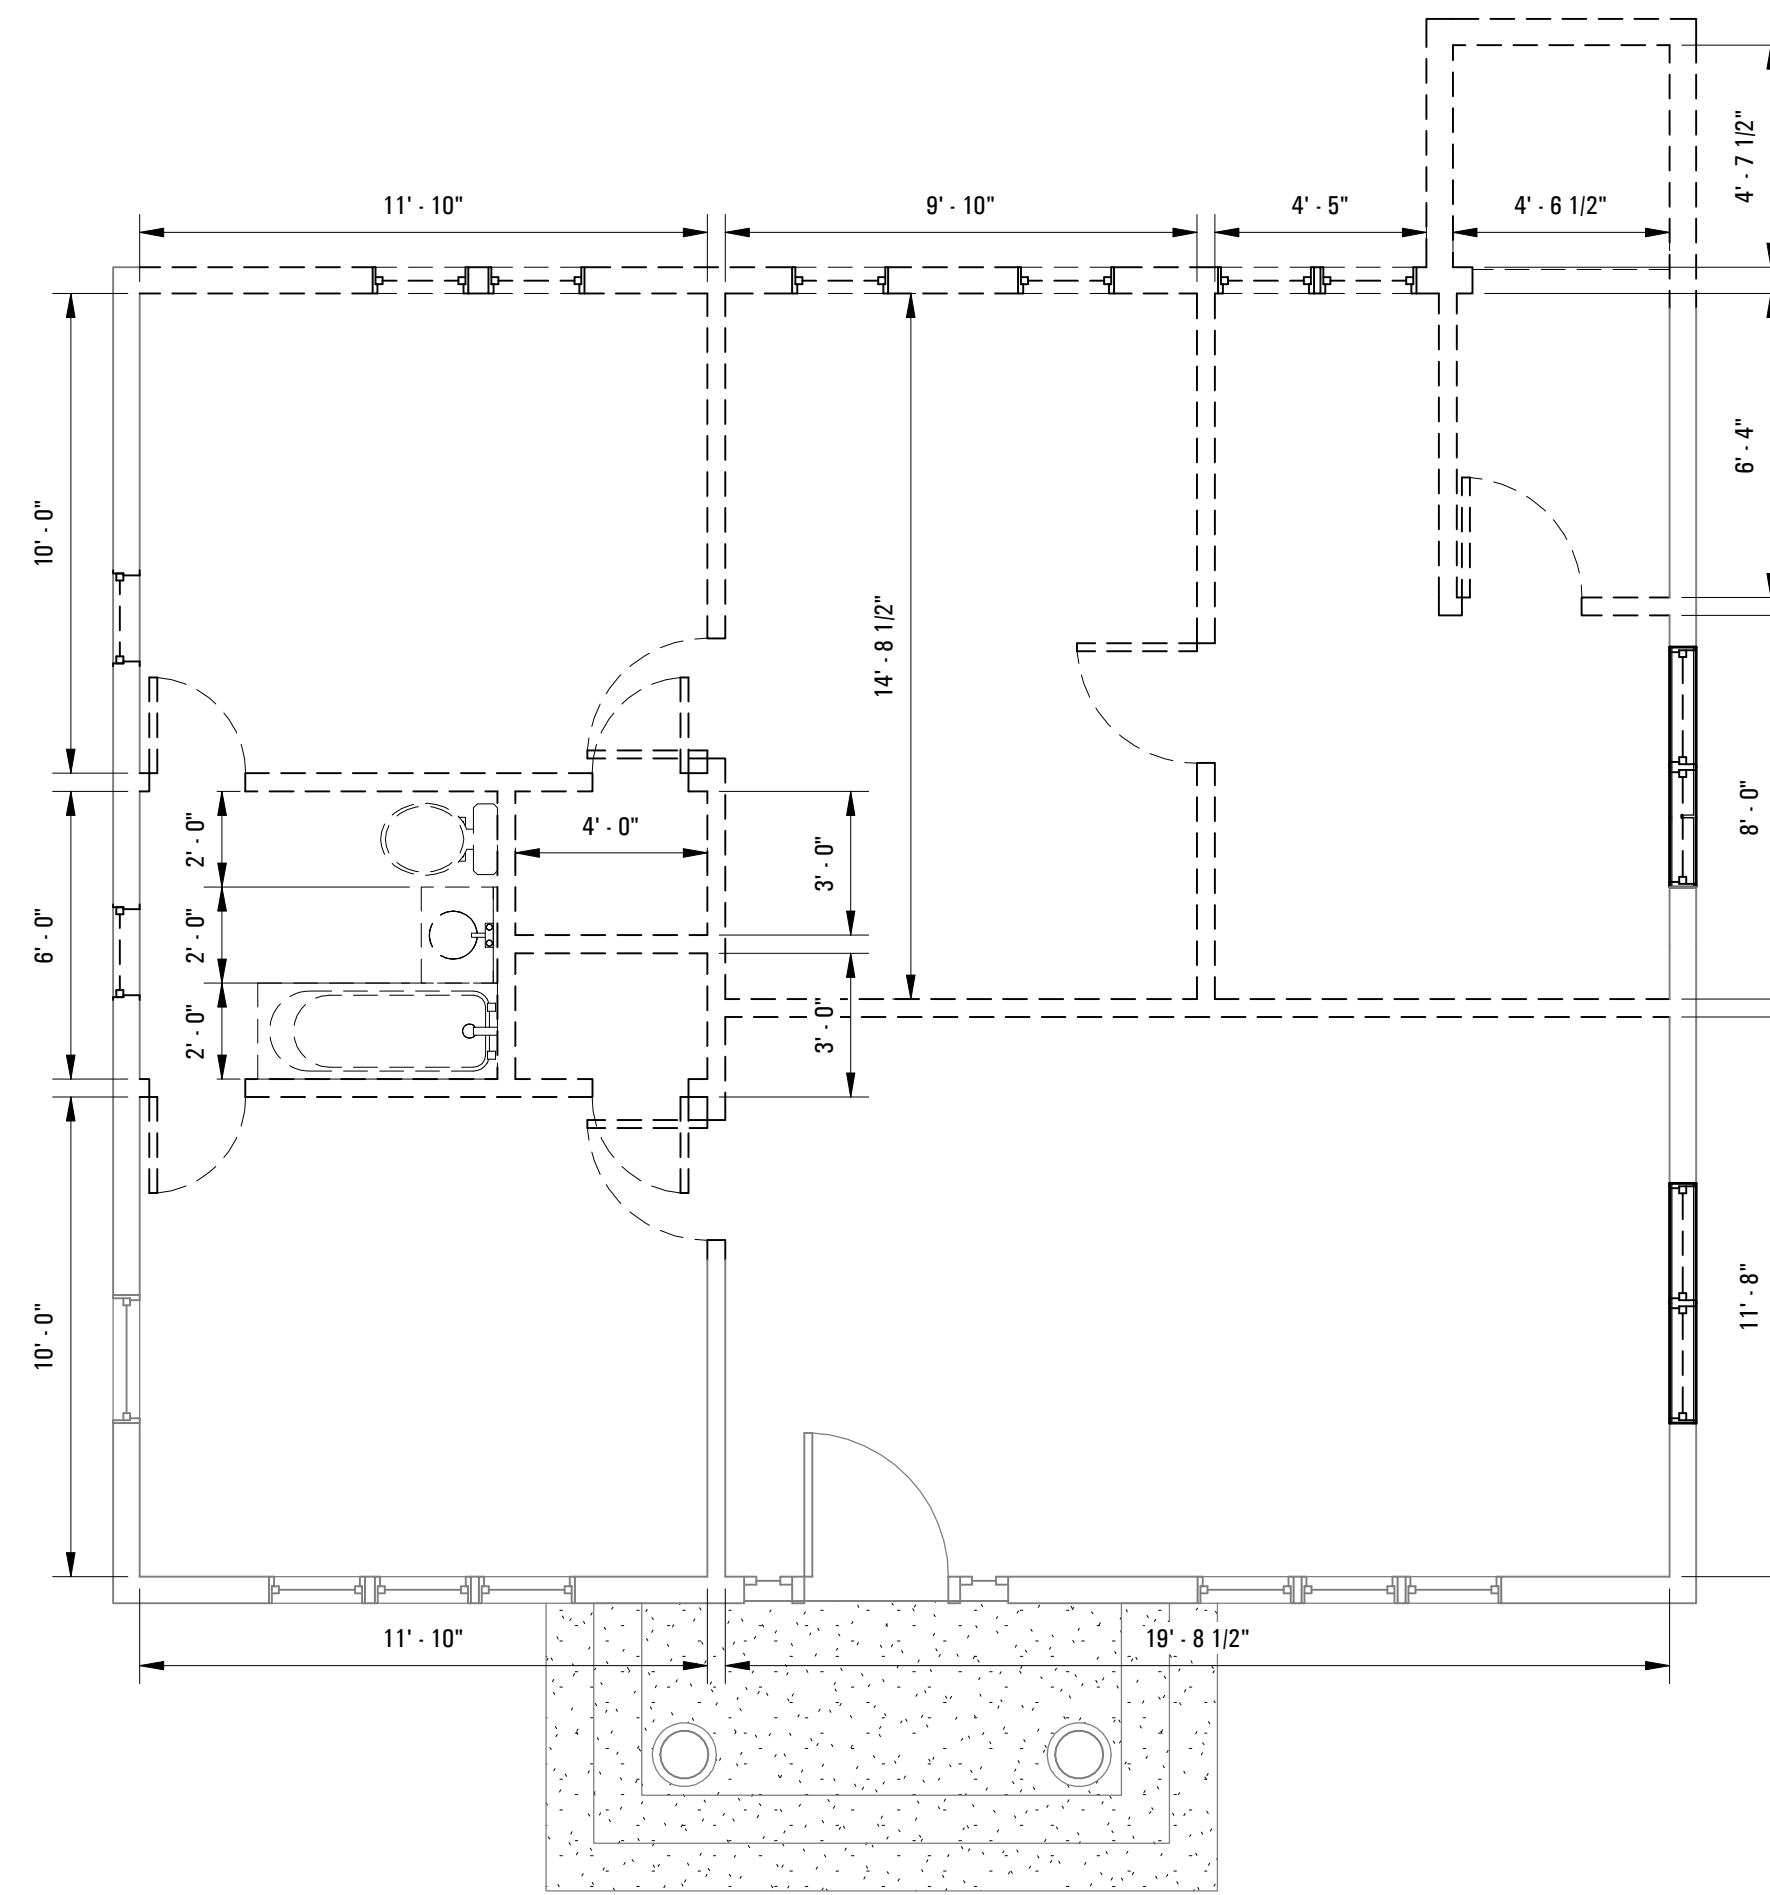 4' - 7 1/2"
11' - 10"
9' - 10"
4' - 5"
4' - 6 1/2"
6' - 4"
10' - 0"
14' - 8 1/2"
8' - 0"
2' - 0"
4' - 0"
3' - 0"
6' - 0"
2' - 0"
2' - 0"
3' - 0"
10' - 0"
11' - 8"
11' - 10"
19' - 8 1/2"